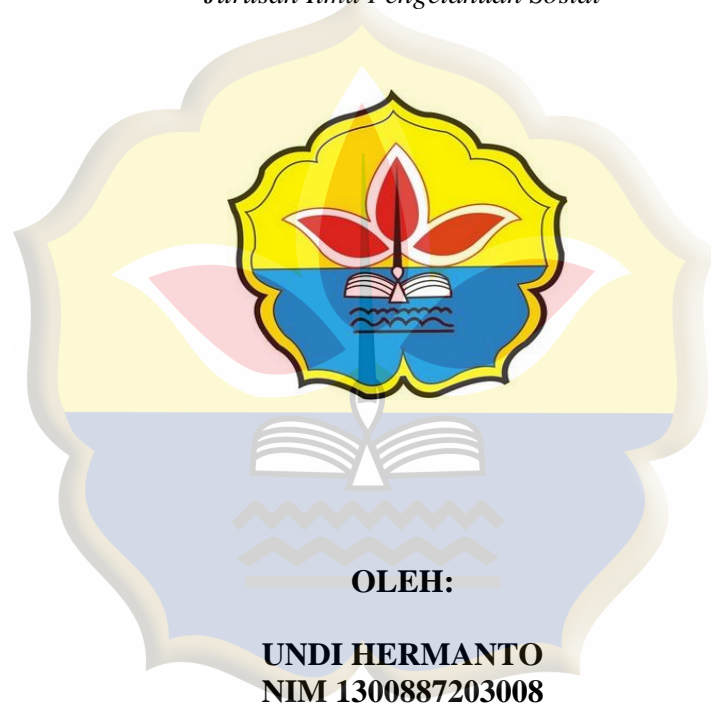 Jurusan Ilmu Pengetahuan Sosial
OLEH:
UNDI HERMANTO
NIM 1300887203008